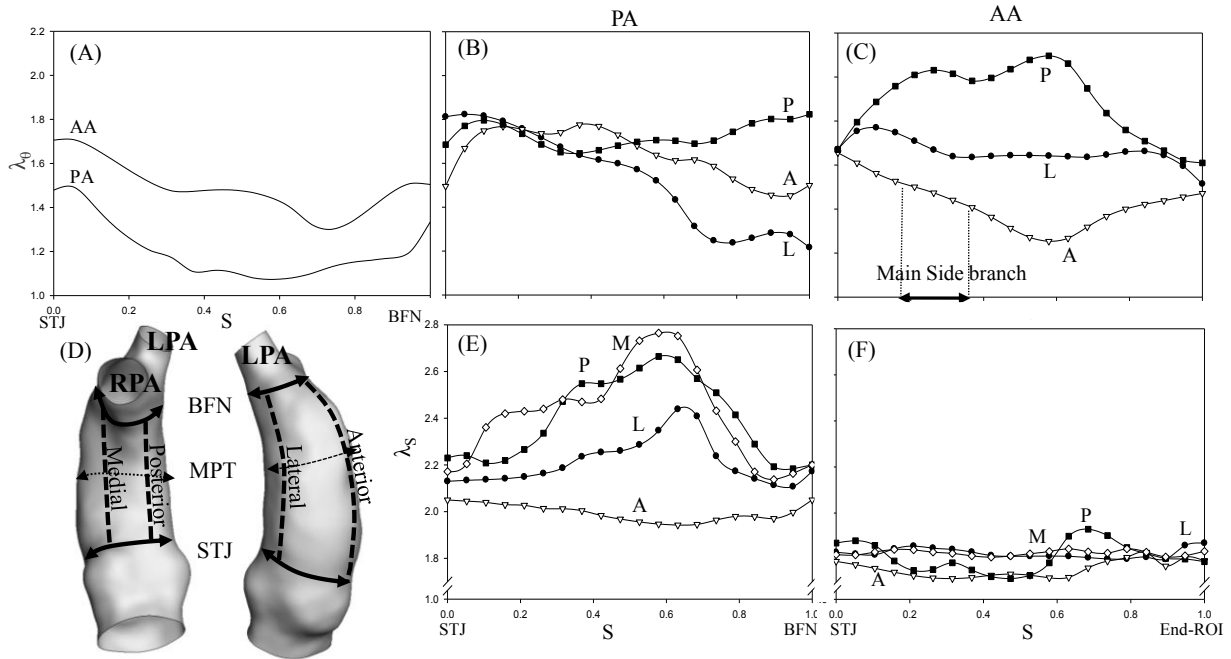 PA
AA
(A)
2.2
2.0
1.8
1.6
1.4
1.2
1.0
λθ
AA
PA
0.0
0.2
0.4
0.6
0.8
STJ
S
BFN
(B)
P
A
L
(C)
P
L
A
Main Side branch
(D)
LPA
RPA
BFN
MPT
STJ
Medial
Posterior
LPA
Lateral
Anterior
(E)
2.8
2.6
2.4
2.2
2.0
1.8
1.0
λS
M
P
L
A
0.0
0.2
0.4
0.6
0.8
1.0
STJ
S
BFN
(F)
P
M
L
A
0.0
0.2
0.4
0.6
0.8
1.0
STJ
S
End-ROI